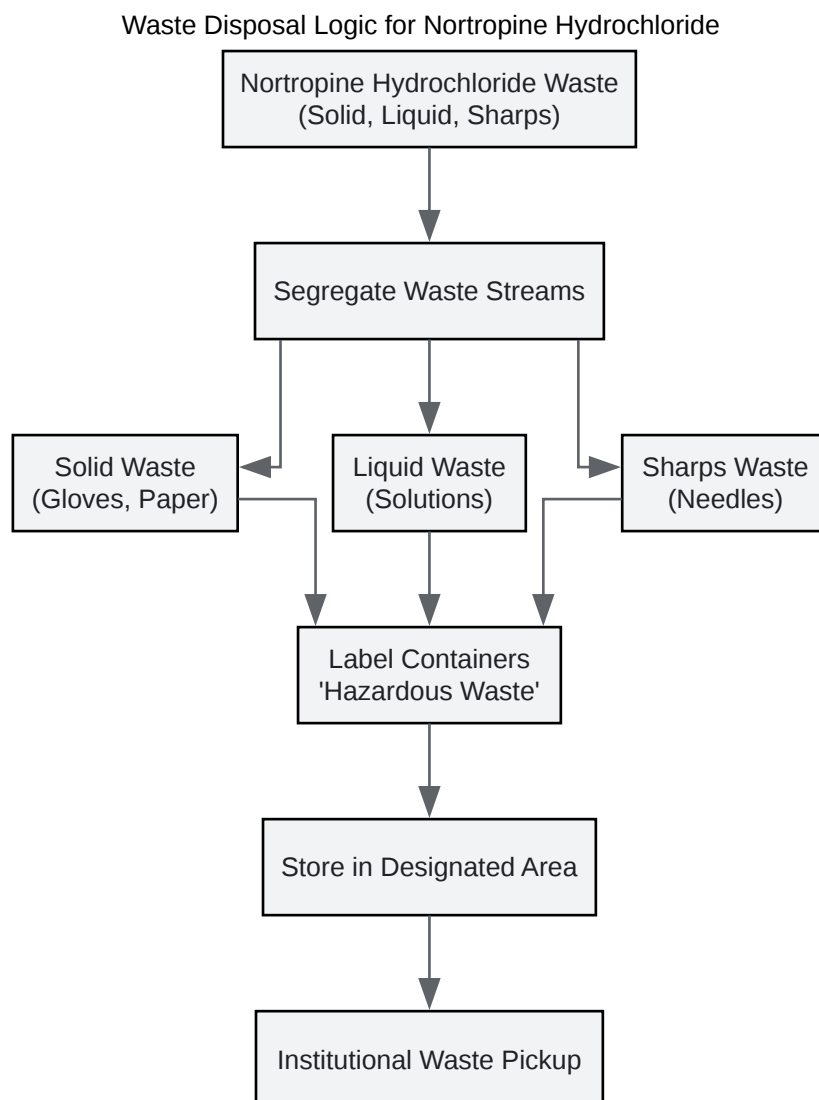 Waste Disposal Logic for Nortropine Hydrochloride
Nortropine Hydrochloride Waste
(Solid, Liquid, Sharps)
Segregate Waste Streams
Solid Waste
(Gloves, Paper)
Liquid Waste
(Solutions)
Sharps Waste
(Needles)
Label Containers
'Hazardous Waste'
Store in Designated Area
Institutional Waste Pickup